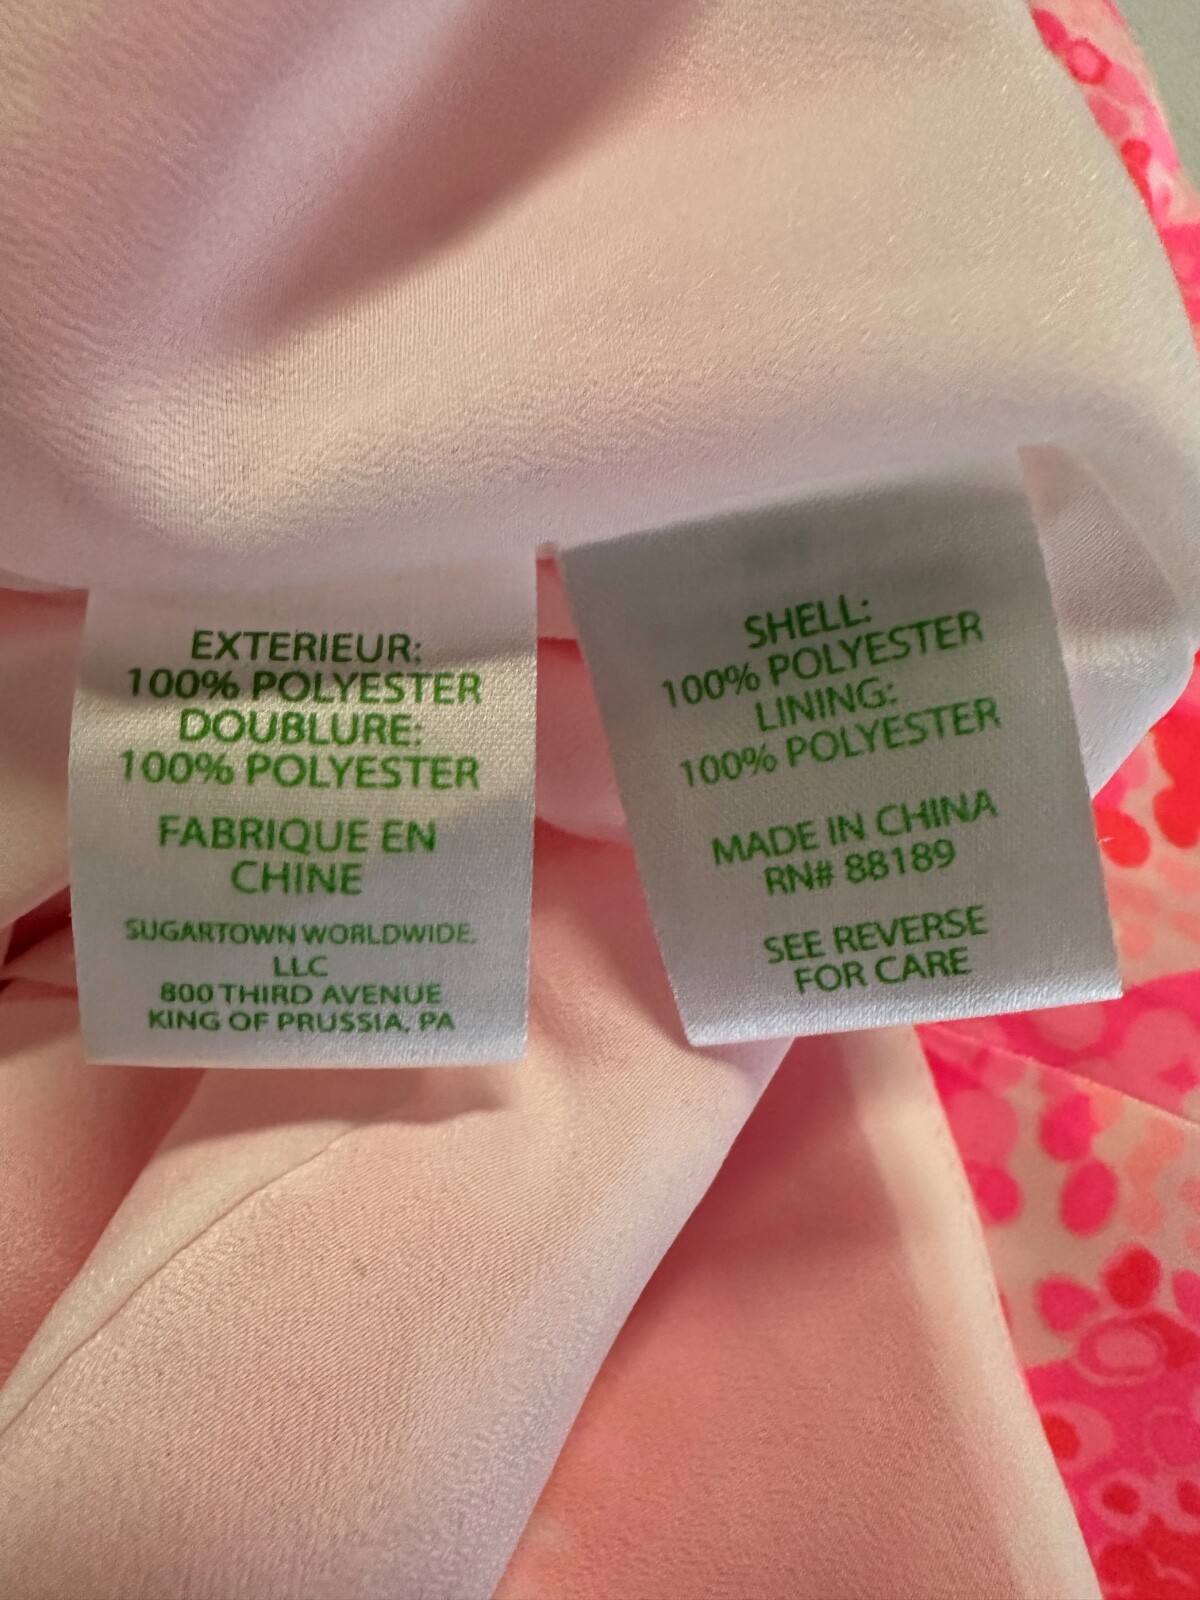 EXTERIEUR:
100% POLYESTER
DOUBLURE:
100% POLYESTER
FABRIQUE EN
CHINE
SUGARTOWN WORLDWIDE,
LLC
800 THIRD AVENUE
KING OF PRUSSIA, PA
SHELL:
100% POLYESTER
LINING:
100% POLYESTER
MADE IN CHINA
RN# 88189
SEE REVERSE
FOR CARE